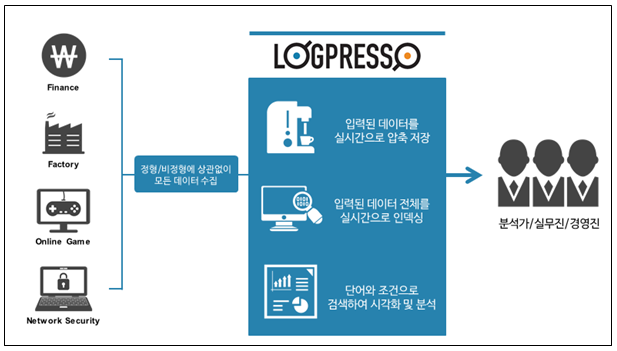 ₩
Finance
Factory
Online Game
Network Security
정형/비정형에 상관없이
모든 데이터 수집
LOGPRESSO
입력된 데이터를
실시간으로 압축 저장
입력된 데이터 전체를
실시간으로 인덱싱
단어와 조건으로
검색하여 시각화 및 분석
분석가/실무진/경영진